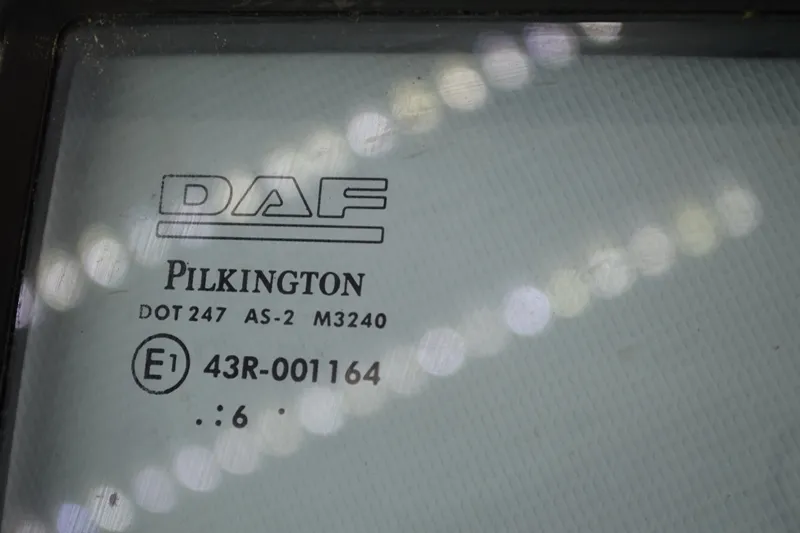 DAF
PILKINGTON
DOT 247 AS-2 M3240
E1 43R-001164
. : 6 .